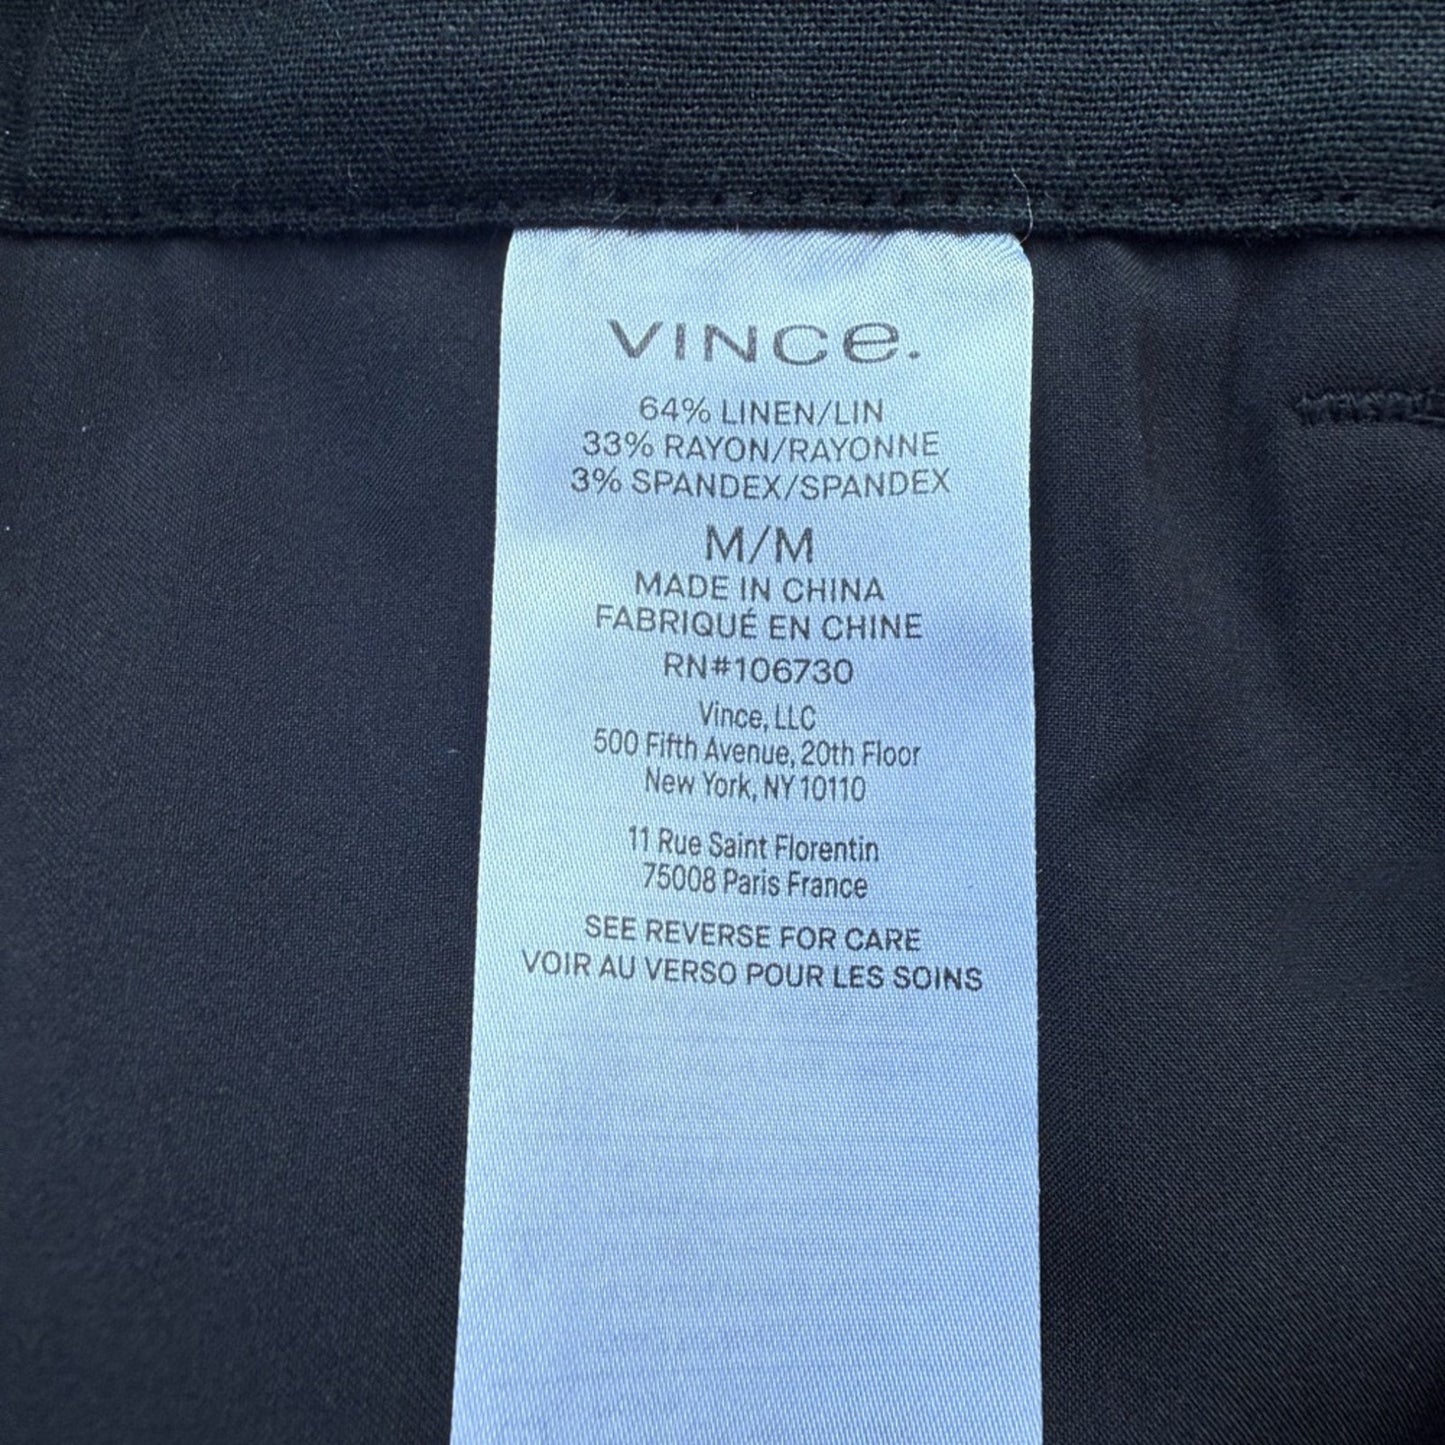 VINCe.
64% LINEN/LIN
33% RAYON/RAYONNE
3% SPANDEX/SPANDEX
M/M
MADE IN CHINA
FABRIQUÉ EN CHINE
RN#106730
Vince, LLC
500 Fifth Avenue, 20th Floor
New York, NY 10110
11 Rue Saint Florentin
75008 Paris France
SEE REVERSE FOR CARE
VOIR AU VERSO POUR LES SOINS